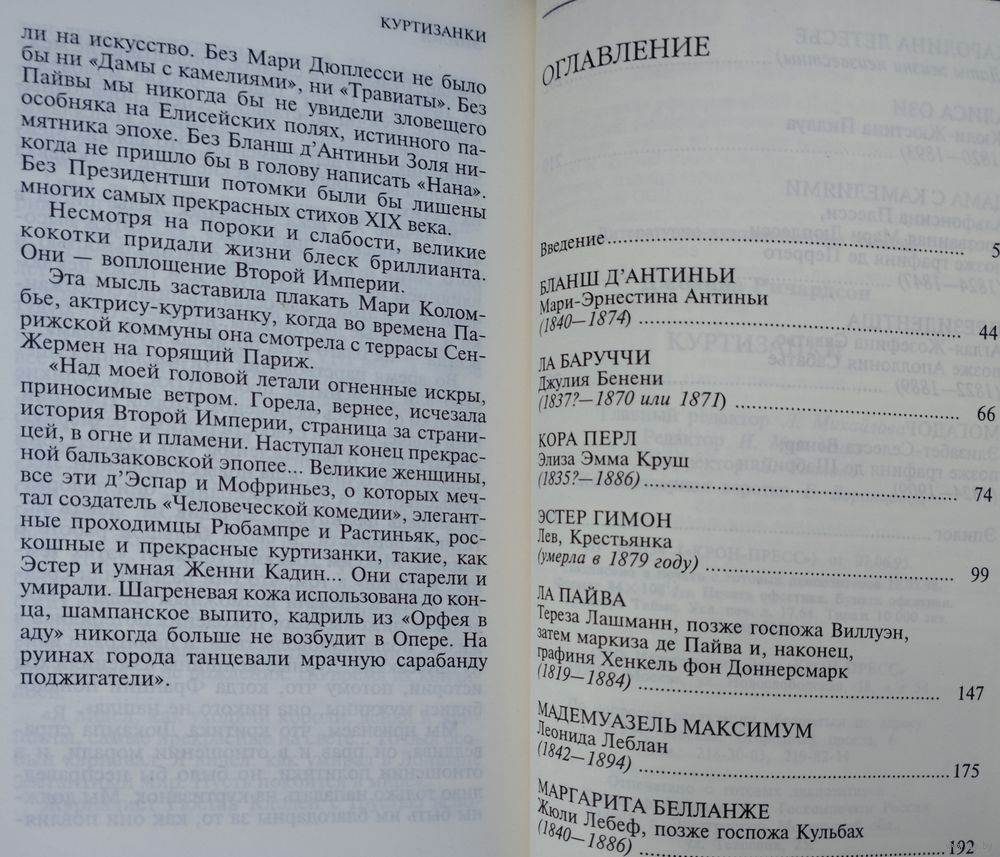 КУРТИЗАНКИ
ли на искусство. Без Мари Дюплесси не было
бы ни «Дамы с камелиями», ни «Травиаты». Без
Пайвы мы никогда бы не увидели зловещего
особняка на Елисейских полях, истинного па-
мятника эпохе. Без Бланш д’Антиньи Золя ни-
когда не пришло бы в голову написать «Нана».
Без Президентши потомки были бы лишены
многих самых прекрасных стихов XIX века.
Несмотря на пороки и слабости, великие
кокотки придали жизни блеск бриллианта.
Они — воплощение Второй Империи.
Эта мысль заставила плакать Мари Колом-
бье, актрису-куртизанку, когда во времена Па-
рижской коммуны она смотрела с террасы Сен-
Жермен на горящий Париж.
«Над моей головой летали огненные искры,
приносимые ветром. Горела, вернее, исчезала
история Второй Империи, страница за страни-
цей, в огне и пламени. Наступал конец прекрас-
ной бальзаковской эпопее... Великие женщины,
все эти д’Эспар и Мофриньез, о которых меч-
тал создатель «Человеческой комедии», элегант-
ные проходимцы Рюбампре и Растиньяк, рос-
кошные и прекрасные куртизанки, такие, как
Эстер и умная Женни Кадин... Они старели и
умирали. Шагреневая кожа использована до кон-
ца, шампанское выпито, кадриль из «Орфея в
аду» никогда больше не возбудит в Опере. На
руинах города танцевали мрачную сарабанду
поджигатели».
ОГЛАВЛЕНИЕ
Введение 5
БЛАНШ Д’АНТИНЬИ
Мари-Эрнестина Антиньи
(1840—1874) 44
ЛА БАРУЧЧИ
Джулия Бенени
(1837?—1870 или 1871) 66
КОРА ПЕРЛ
Элиза Эмма Круш
(1835?—1886) 74
ЭСТЕР ГИМОН
Лев, Крестьянка
(умерла в 1879 году) 99
ЛА ПАЙВА
Тереза Лашманн, позже госпожа Виллуэн,
затем маркиза де Пайва и, наконец,
графиня Хенкель фон Доннерсмарк
(1819—1884) 147
МАДЕМУАЗЕЛЬ МАКСИМУМ
Леонида Леблан
(1842—1894) 175
МАРГАРИТА БЕЛЛАНЖЕ
Жюли Лебеф, позже госпожа Кульбах
(1840—1886) 192